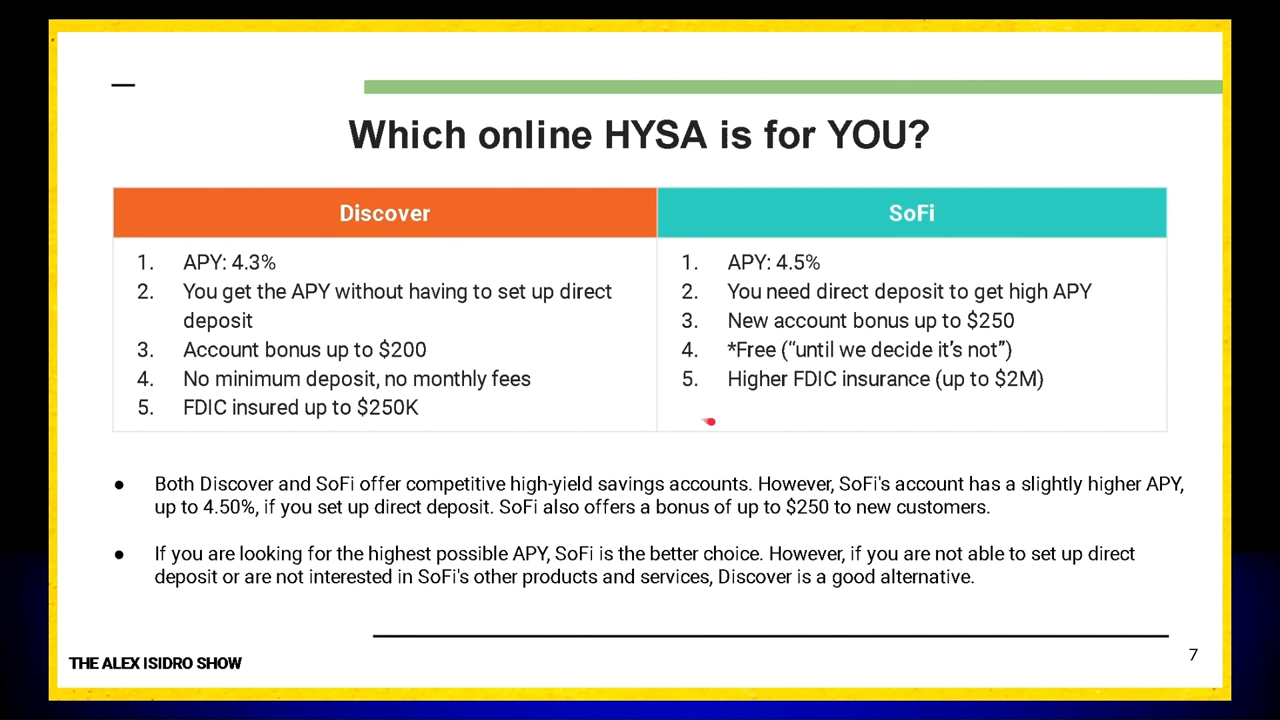 Which online HYSA is for YOU?
Discover
SoFi
1. APY: 4.3%
2. You get the APY without having to set up direct
deposit
3. Account bonus up to $200
4. No minimum deposit, no monthly fees
5. FDIC insured up to $250K
1. APY: 4.5%
2. You need direct deposit to get high APY
3. New account bonus up to $250
4. *Free (“until we decide it’s not”)
5. Higher FDIC insurance (up to $2M)
● Both Discover and SoFi offer competitive high-yield savings accounts. However, SoFi's account has a slightly higher APY,
up to 4.50%, if you set up direct deposit. SoFi also offers a bonus of up to $250 to new customers.
● If you are looking for the highest possible APY, SoFi is the better choice. However, if you are not able to set up direct
deposit or are not interested in SoFi's other products and services, Discover is a good alternative.
THE ALEX ISIDRO SHOW
7